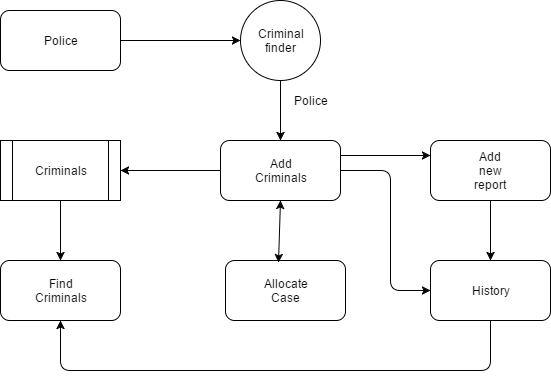 Police
Criminal
finder
Police
Criminals
Add
Criminals
Add
new
report
Find
Criminals
Allocate
Case
History